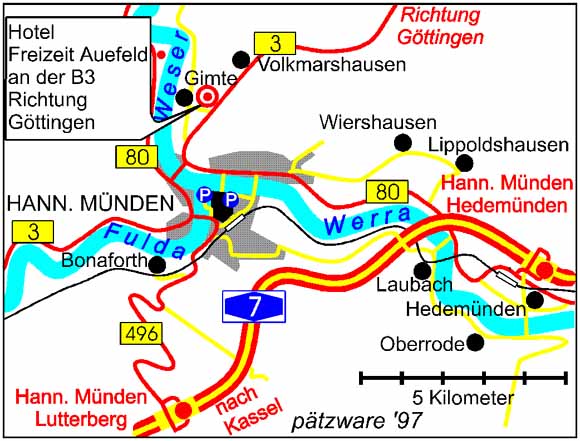 Hotel
Freizeit Auefeld
an der B3
Richtung
Göttingen
Weser
Gimte
3
Volkmarshausen
Richtung
Göttingen
Wiershausen
Lippoldshausen
80
HANN. MÜNDEN
P
P
80
Hann. Münden
Hedemünden
3
Fulda
Werra
Bonaforth
Laubach
Hedemünden
7
496
Oberrode
5 Kilometer
Hann. Münden
Lutterberg
nach
Kassel
pätzware '97